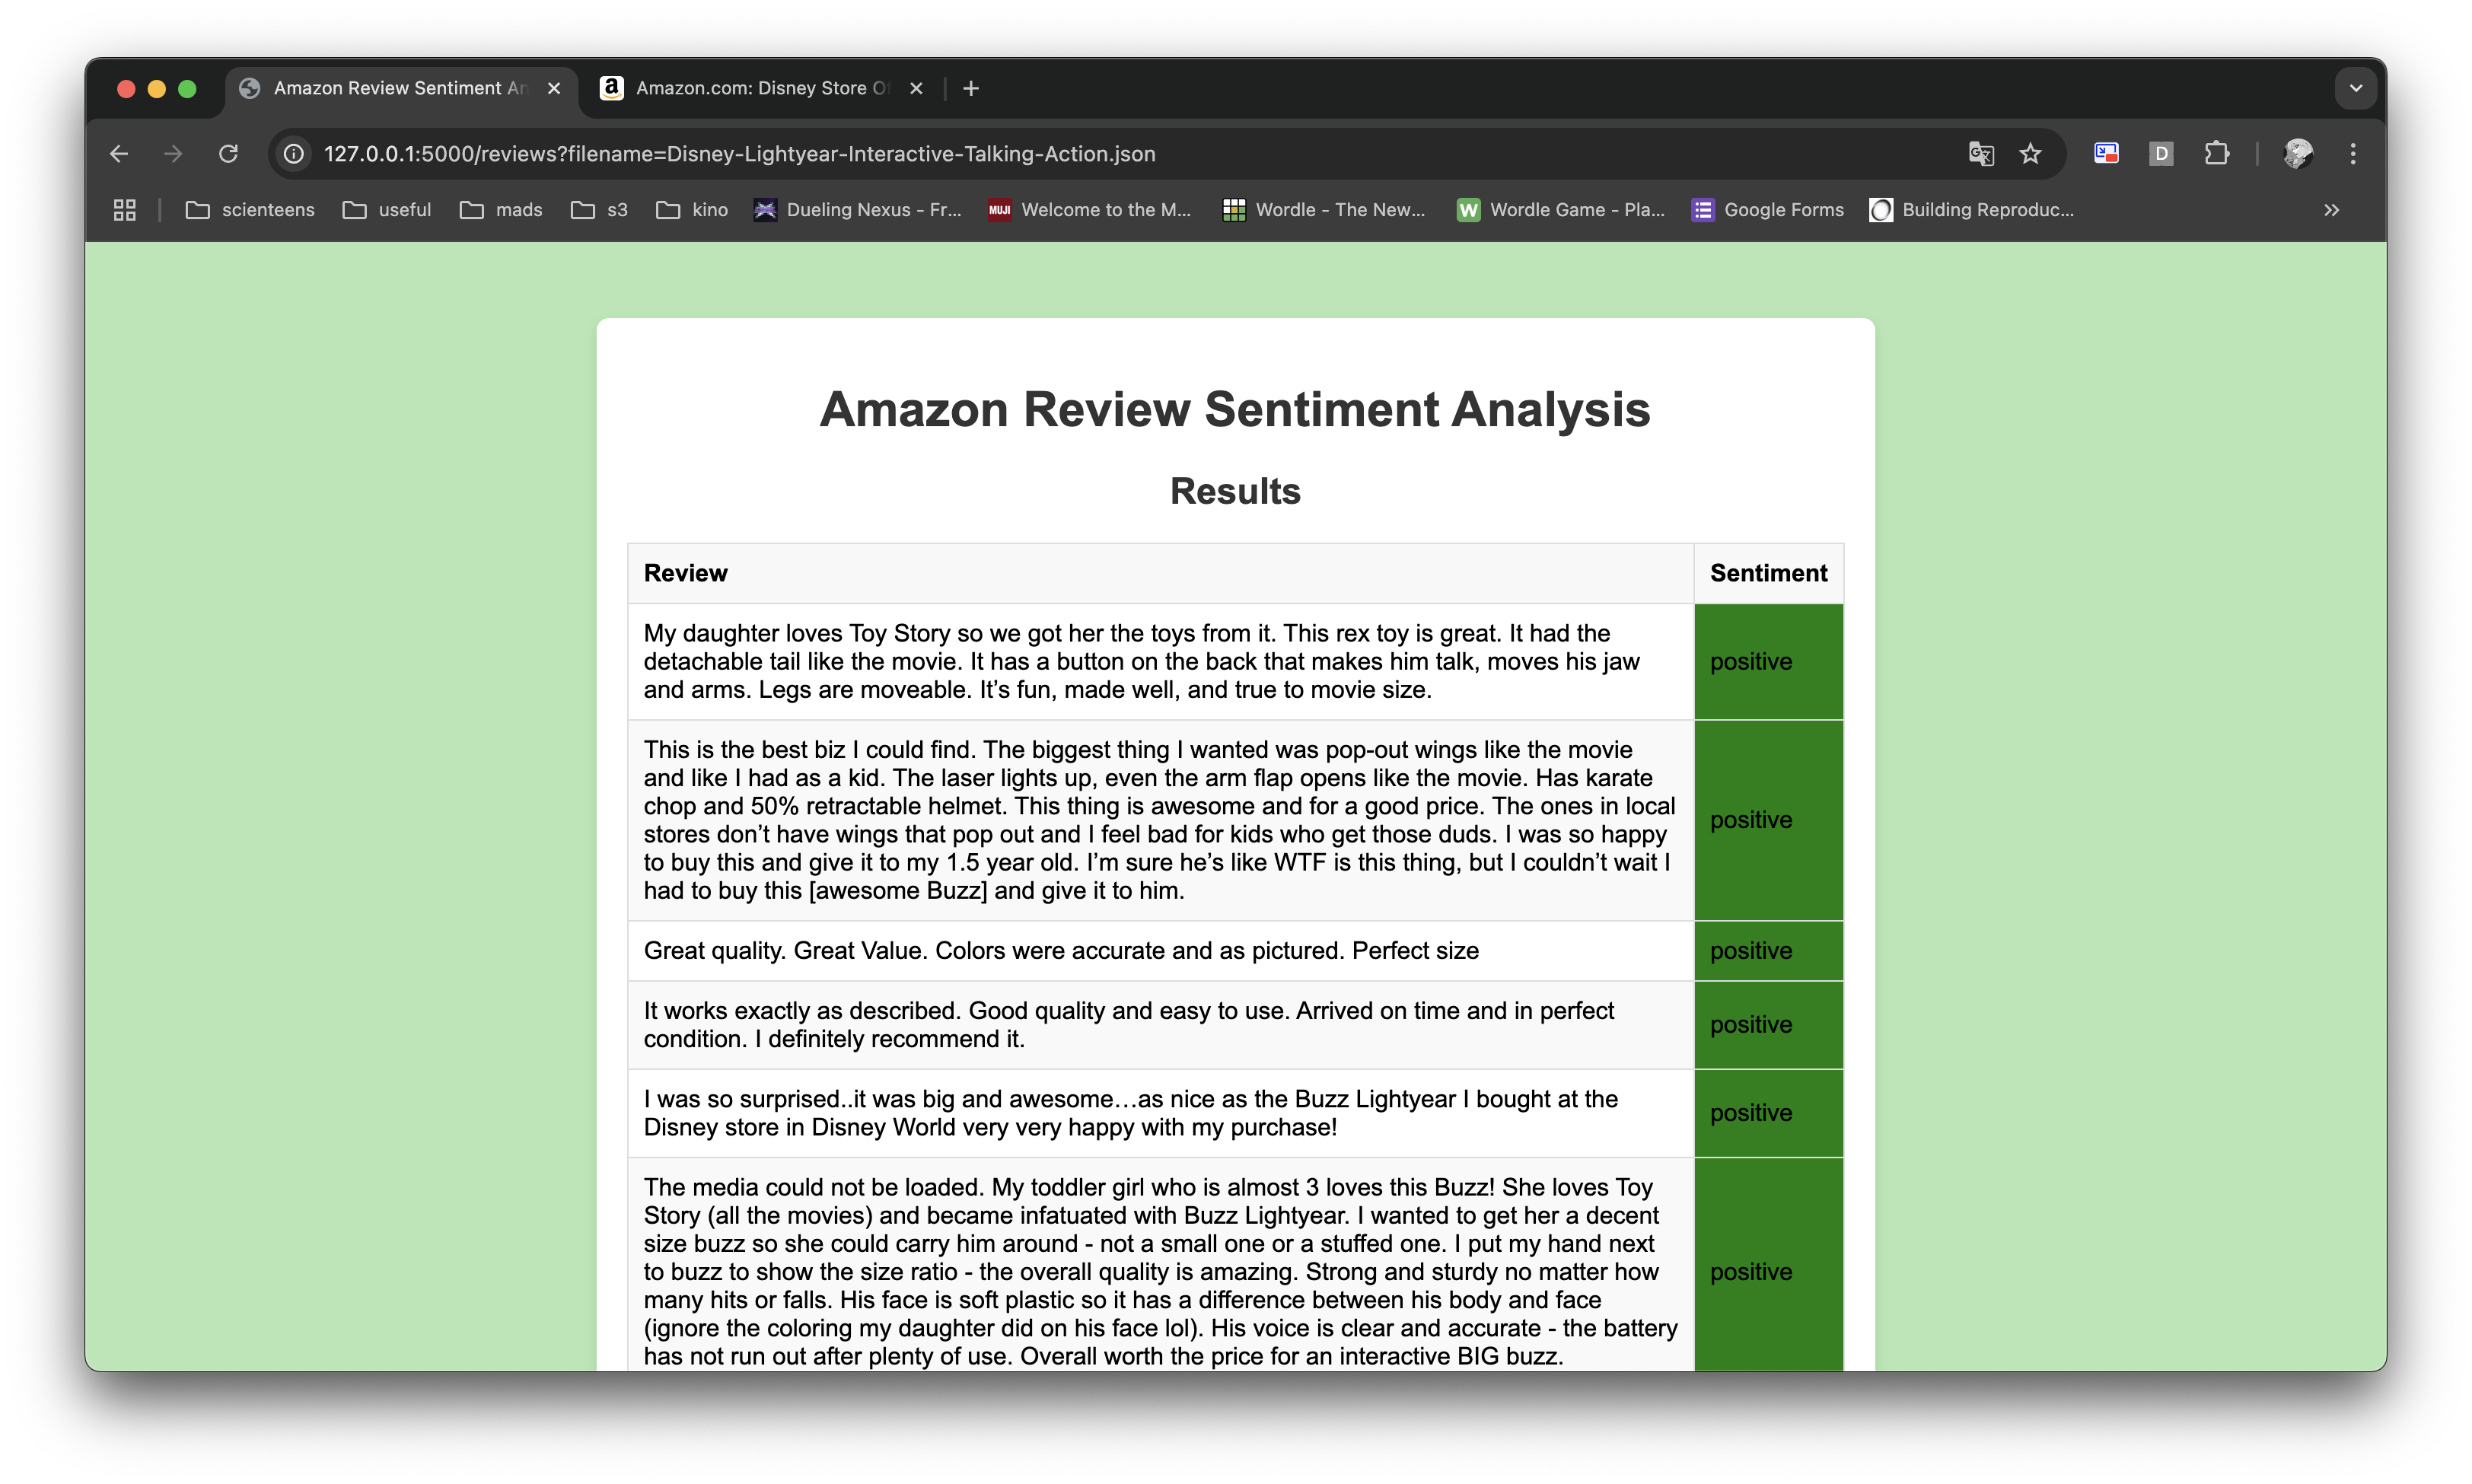 Amazon Review Sentiment An
Amazon.com: Disney Store O
127.0.0.1:5000/reviews?filename=Disney-Lightyear-Interactive-Talking-Action.json
D
scienteens
useful
mads
s3
kino
Dueling Nexus - Fr...
MUJI
Welcome to the M...
Wordle - The New...
W
Wordle Game - Pla...
Google Forms
Building Reproduc...
Amazon Review Sentiment Analysis
Results
Review Sentiment
My daughter loves Toy Story so we got her the toys from it. This rex toy is great. It had the
detachable tail like the movie. It has a button on the back that makes him talk, moves his jaw
and arms. Legs are moveable. It’s fun, made well, and true to movie size.
positive
This is the best biz I could find. The biggest thing I wanted was pop-out wings like the movie
and like I had as a kid. The laser lights up, even the arm flap opens like the movie. Has karate
chop and 50% retractable helmet. This thing is awesome and for a good price. The ones in local
stores don’t have wings that pop out and I feel bad for kids who get those duds. I was so happy
to buy this and give it to my 1.5 year old. I’m sure he’s like WTF is this thing, but I couldn’t wait I
had to buy this [awesome Buzz] and give it to him.
positive
Great quality. Great Value. Colors were accurate and as pictured. Perfect size
positive
It works exactly as described. Good quality and easy to use. Arrived on time and in perfect
condition. I definitely recommend it.
positive
I was so surprised..it was big and awesome…as nice as the Buzz Lightyear I bought at the
Disney store in Disney World very very happy with my purchase!
positive
The media could not be loaded. My toddler girl who is almost 3 loves this Buzz! She loves Toy
Story (all the movies) and became infatuated with Buzz Lightyear. I wanted to get her a decent
size buzz so she could carry him around - not a small one or a stuffed one. I put my hand next
to buzz to show the size ratio - the overall quality is amazing. Strong and sturdy no matter how
many hits or falls. His face is soft plastic so it has a difference between his body and face
(ignore the coloring my daughter did on his face lol). His voice is clear and accurate - the battery
has not run out after plenty of use. Overall worth the price for an interactive BIG buzz.
positive